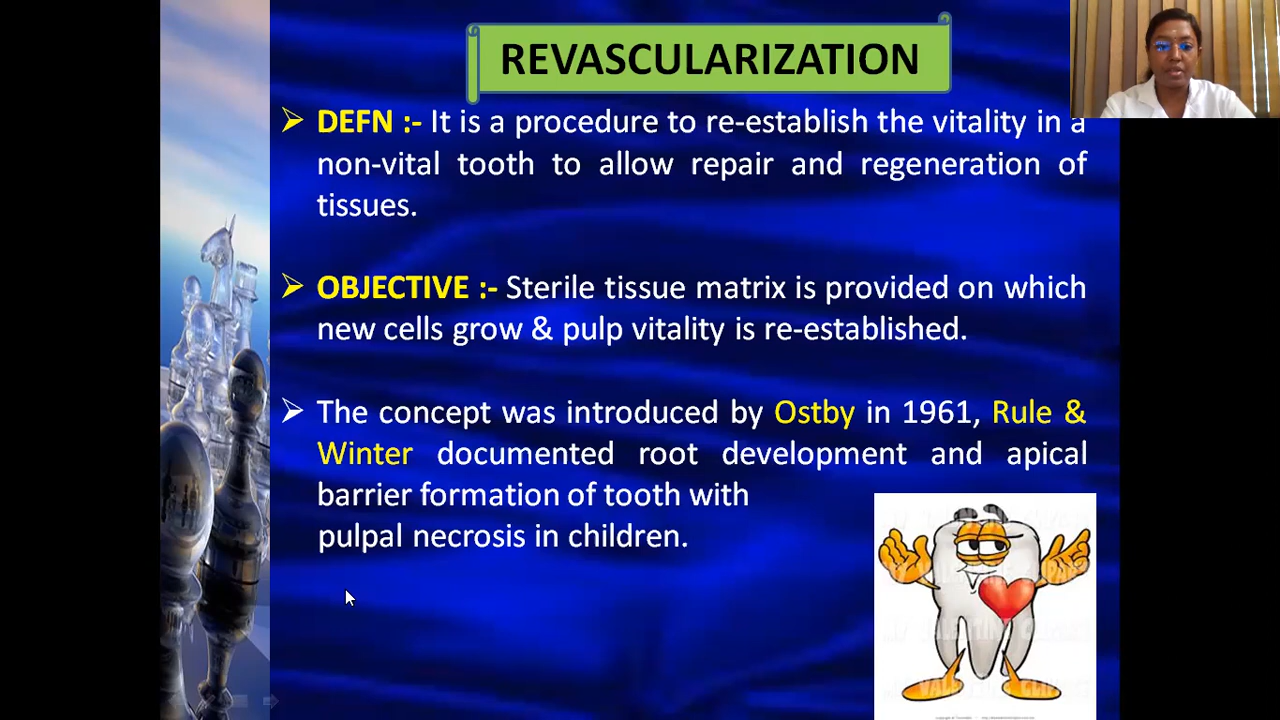 REVASCULARIZATION
DEFN :- It is a procedure to re-establish the vitality in a
non-vital tooth to allow repair and regeneration of
tissues.
OBJECTIVE :- Sterile tissue matrix is provided on which
new cells grow & pulp vitality is re-established.
The concept was introduced by Ostby in 1961, Rule &
Winter documented root development and apical
barrier formation of tooth with
pulpal necrosis in children.